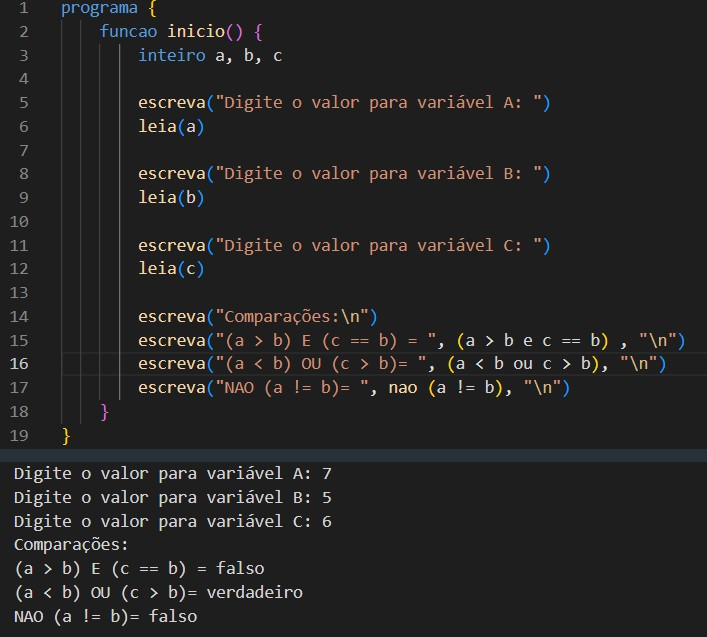 1 programa {
2 funcao inicio() {
3 inteiro a, b, c
4
5 escreva("Digite o valor para variável A: ")
6 leia(a)
7
8 escreva("Digite o valor para variável B: ")
9 leia(b)
10
11 escreva("Digite o valor para variável C: ")
12 leia(c)
13
14 escreva("Comparações:\n")
15 escreva("(a > b) E (c == b) = ", (a > b e c == b) , "\n")
16 escreva("(a < b) OU (c > b)= ", (a < b ou c > b), "\n")
17 escreva("NAO (a != b)= ", nao (a != b), "\n")
18 }
19 }
Digite o valor para variável A: 7
Digite o valor para variável B: 5
Digite o valor para variável C: 6
Comparações:
(a > b) E (c == b) = falso
(a < b) OU (c > b)= verdadeiro
NAO (a != b)= falso